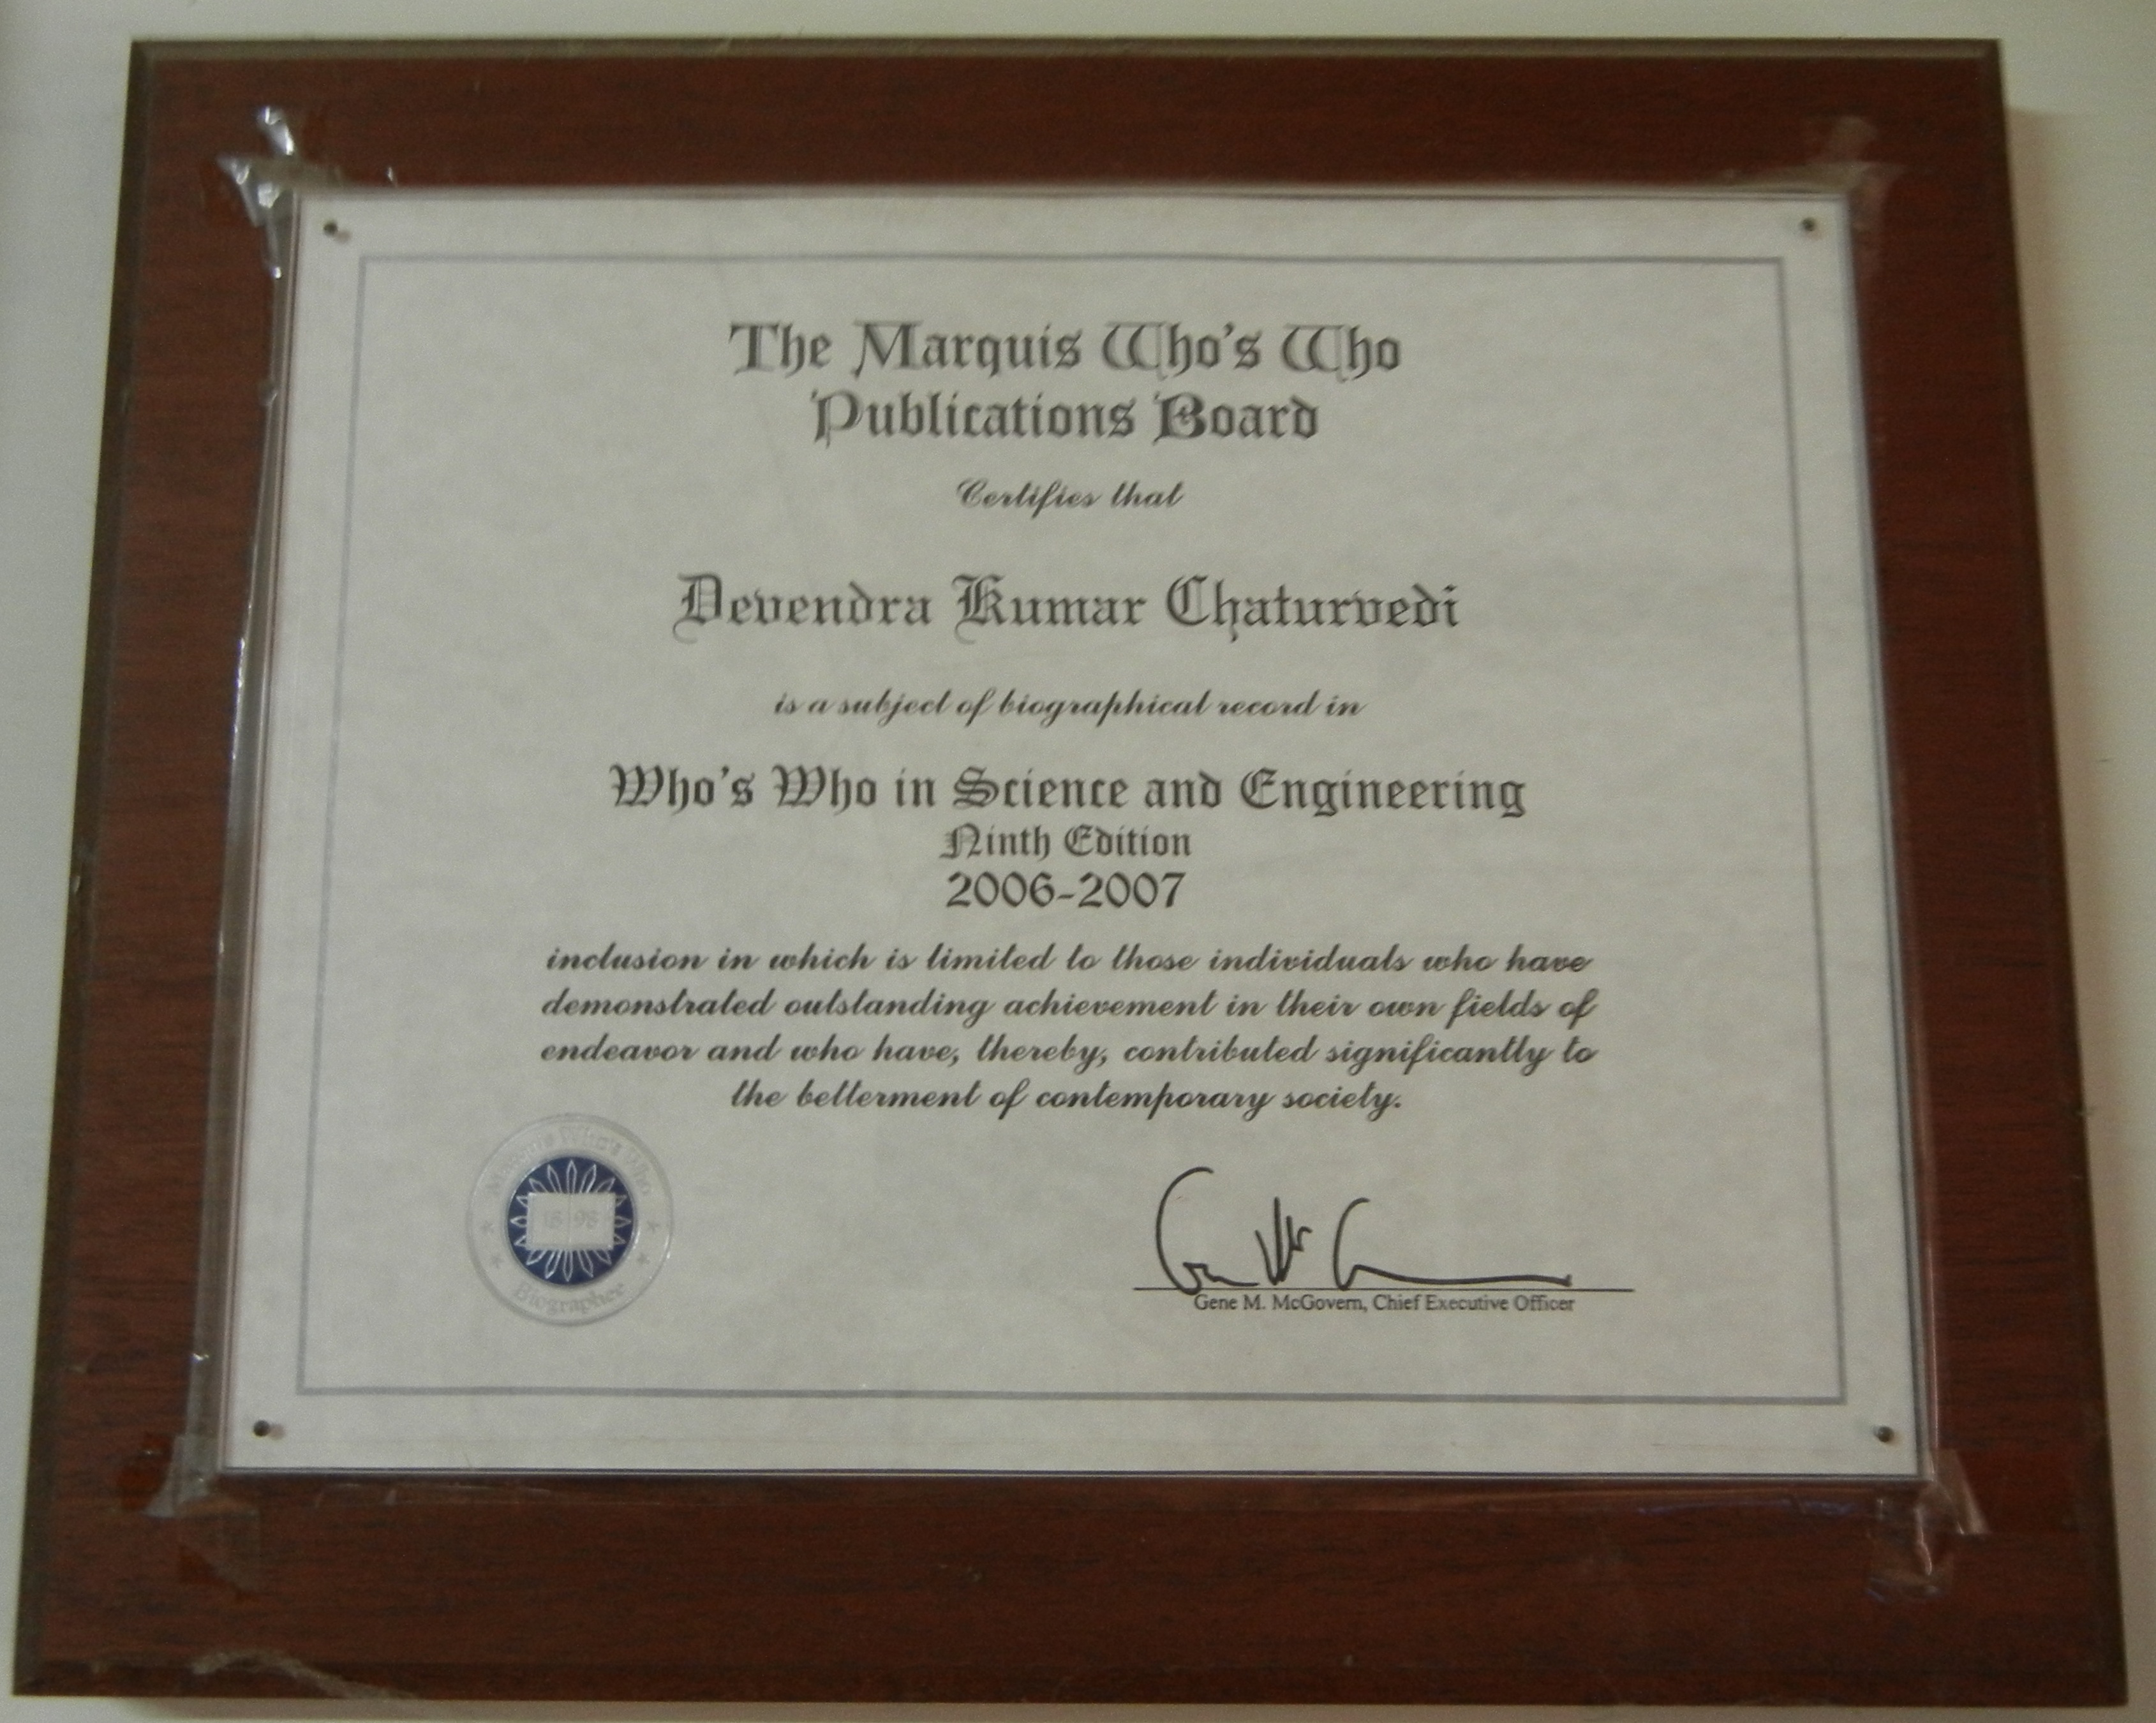 The Marquis Who's Who
Publications Board
Certifies that
Devendra Kumar Chaturvedi
is a subject of biographical record in
Who's Who in Science and Engineering
Ninth Edition
2006-2007
inclusion in which is limited to those individuals who have
demonstrated outstanding achievement in their own fields of
endeavor and who have, thereby, contributed significantly to
the betterment of contemporary society.
Marquis Who's Who
1898
Biographee
Gene M. McGovern, Chief Executive Officer